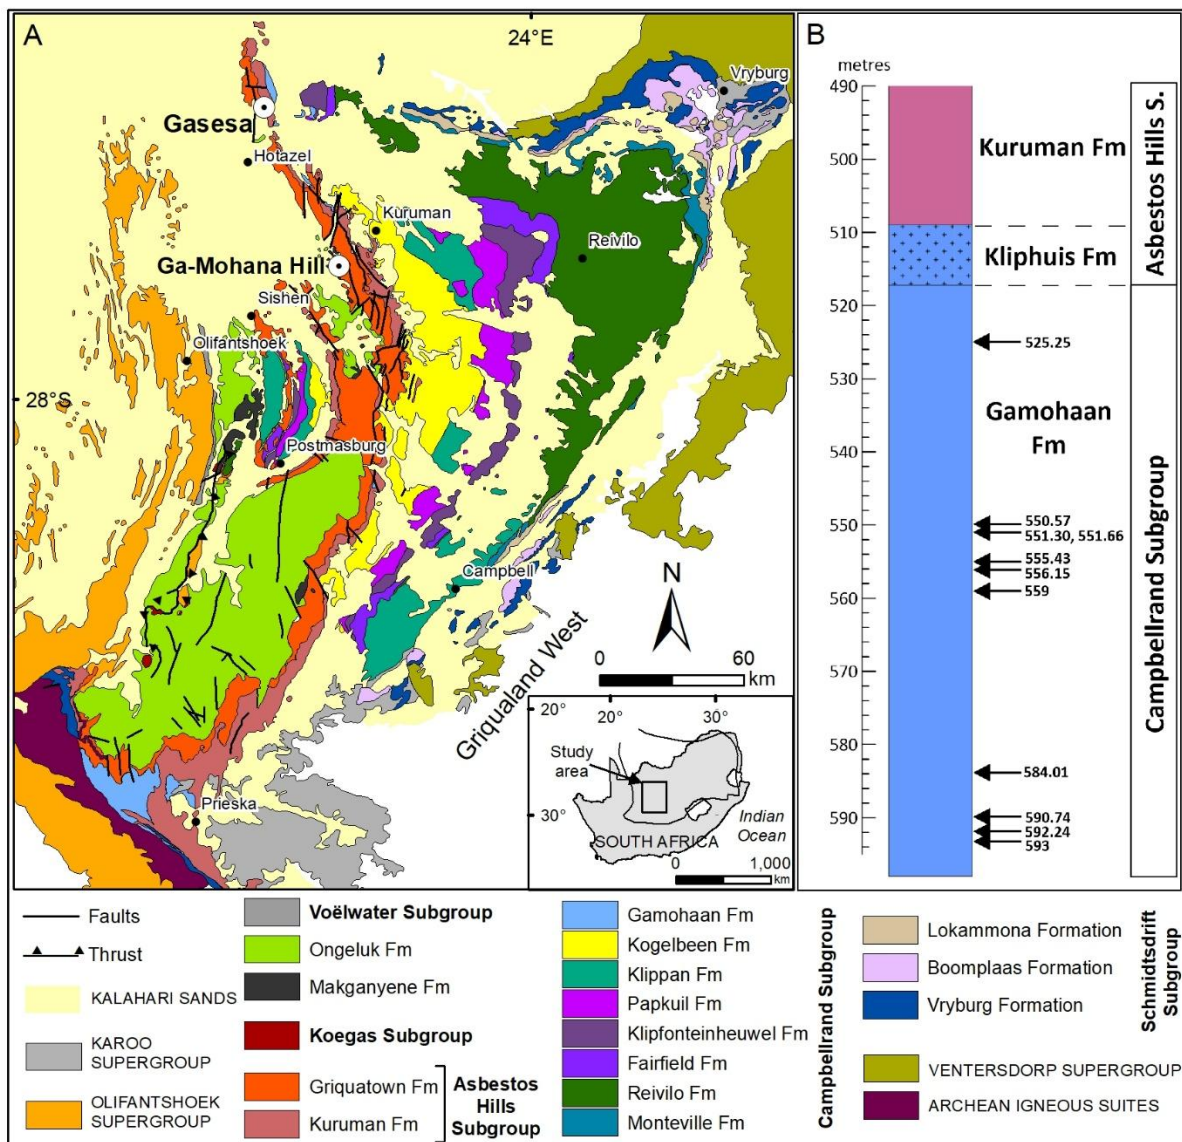 A
24°E
Vryburg
Gasesa
Hotazel
Kuruman
Reivilo
Ga-Mohana Hill
Sishen
Olifantshoek
28°S
Postmasburg
Campbell
N
0 60
km
Griqualand West
Prieska
20° 20° 30°
Study
area
30°
Indian
Ocean
SOUTH AFRICA
0 1,000
km
B
metres
490
500
510
520
530
540
550
560
570
580
590
Kuruman Fm
Kliphuis Fm
Gamohaan
Fm
Asbestos Hills S.
Campbellrand Subgroup
525.25
550.57
551.30, 551.66
555.43
556.15
559
584.01
590.74
592.24
593
Faults
Thrust
KALAHARI SANDS
KAROO
SUPERGROUP
OLIFANTSHOEK
SUPERGROUP
Voëlwater Subgroup
Ongeluk Fm
Makganyene Fm
Koegas Subgroup
Griquatown Fm
Kuruman Fm
Asbestos
Hills
Subgroup
Gamohaan Fm
Kogelbeen Fm
Klippan Fm
Papkuil Fm
Klipfonteinheuwel Fm
Fairfield Fm
Reivilo Fm
Monteville Fm
Campbellrand Subgroup
Lokammona Formation
Boomplaas Formation
Vryburg Formation
Schmidtsdrift
Subgroup
VENTERSDORP SUPERGROUP
ARCHEAN IGNEOUS SUITES